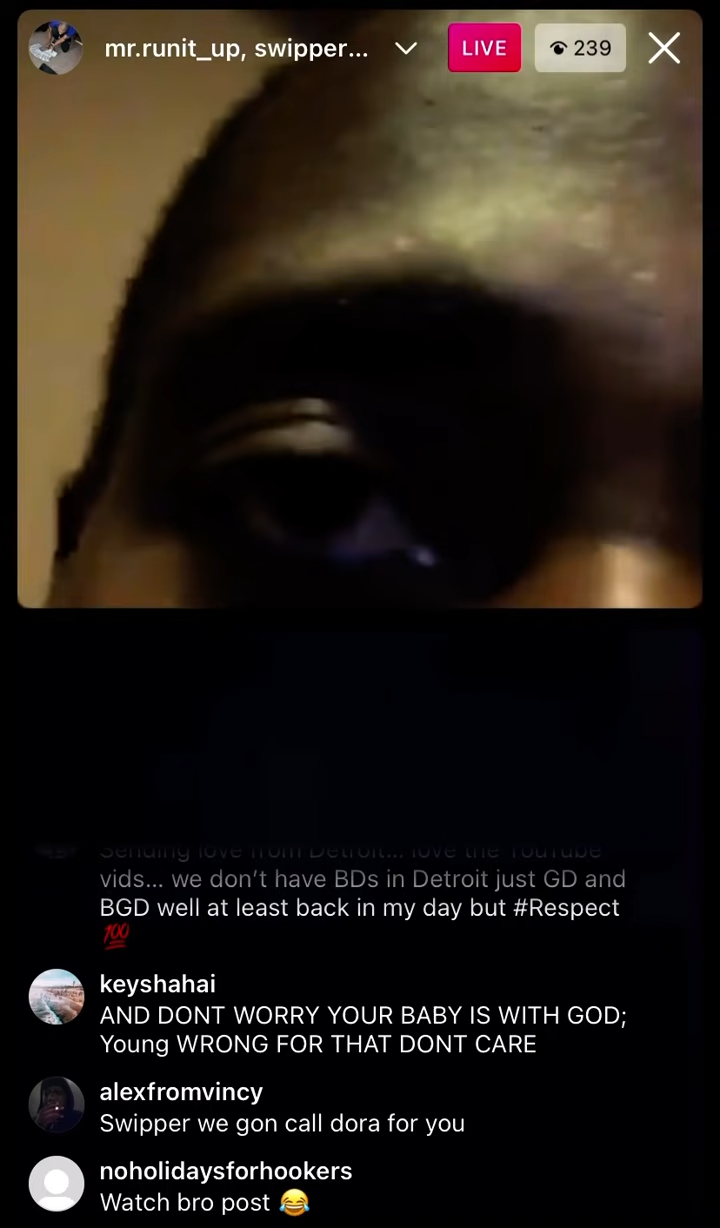 mr.runit_up, swipper...
LIVE
239
Sending love from Detroit... love the YouTube
vids... we don't have BDs in Detroit just GD and
BGD well at least back in my day but #Respect
💯
keyshahai
AND DONT WORRY YOUR BABY IS WITH GOD;
Young WRONG FOR THAT DONT CARE
alexfromvincy
Swipper we gon call dora for you
noholidaysforhookers
Watch bro post 😂